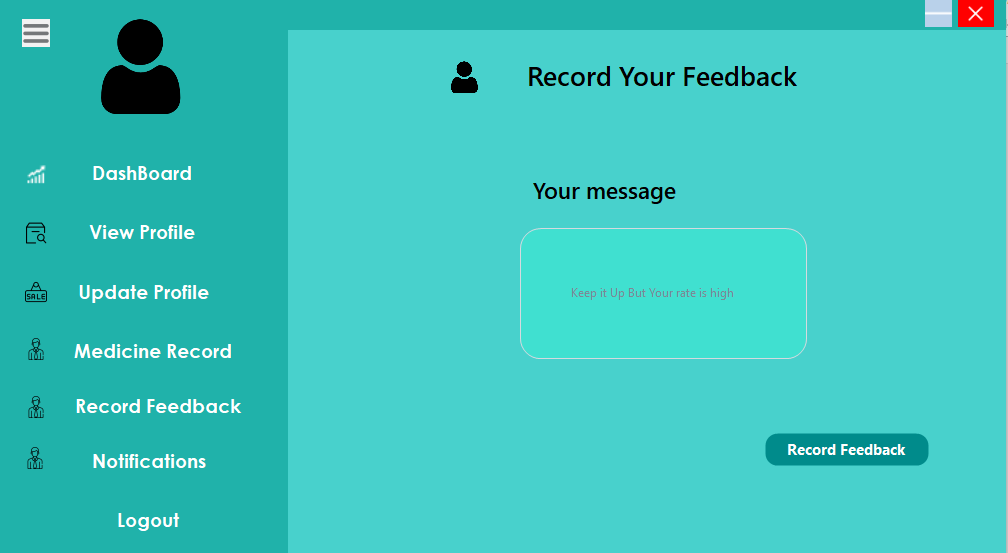 Record Your Feedback
DashBoard
View Profile
SALE
Update Profile
Medicine Record
Record Feedback
Notifications
Logout
Your message
Keep it Up But Your rate is high
Record Feedback